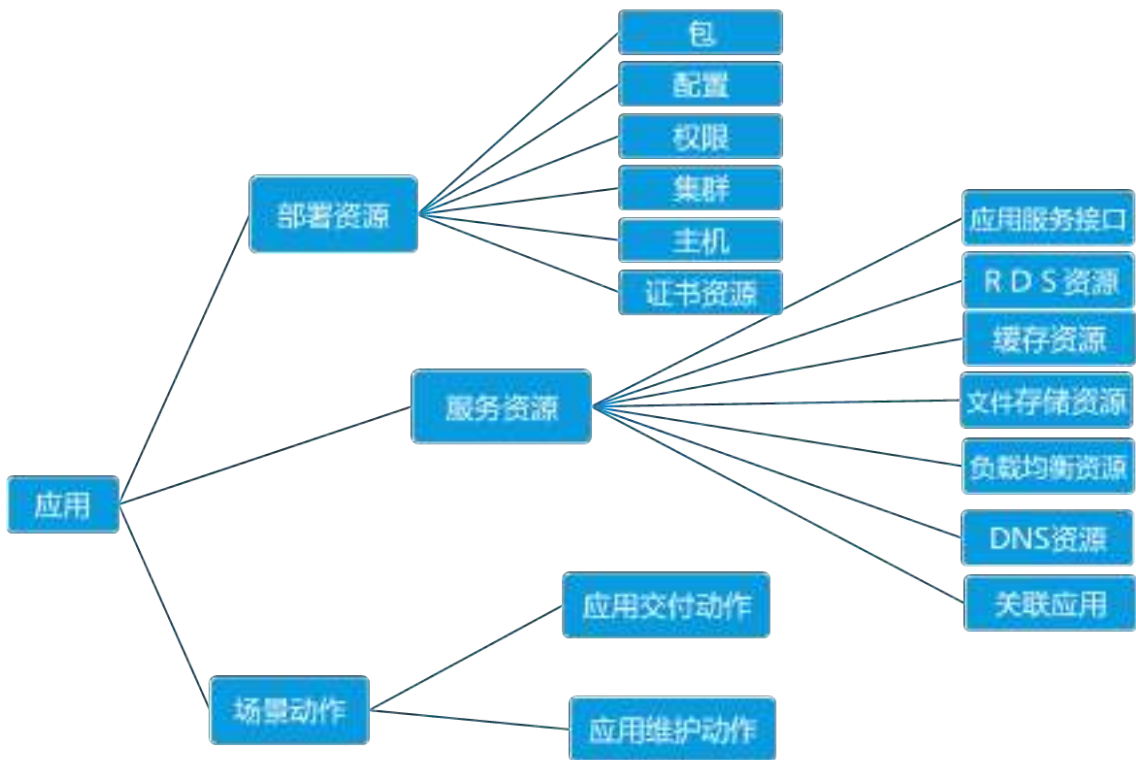 包
配置
权限
部署资源
集群
主机
证书资源
应用服务接口
RDS资源
缓存资源
服务资源
文件存储资源
负载均衡资源
应用
DNS资源
应用交付动作
关联应用
场景动作
应用维护动作